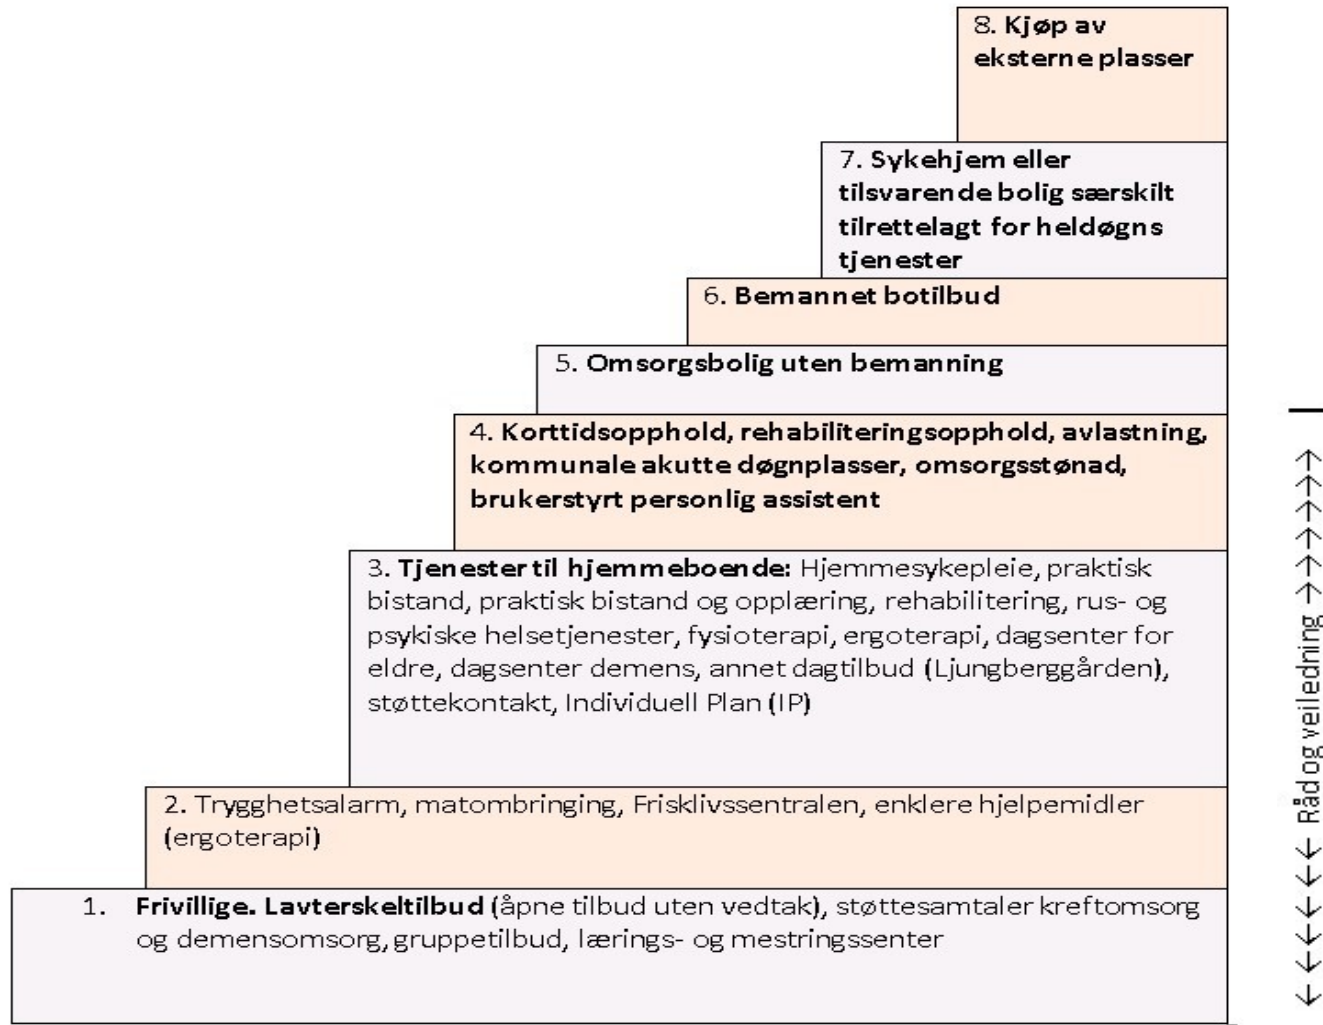 8. Kjøp av
eksterne plasser
7. Sykehjem eller
tilsvarende bolig særskilt
tilrettelagt for heldøgns
tjenester
6. Bemannet botilbud
5. Omsorgsbolig uten bemanning
4. Korttidsopphold, rehabiliteringsopphold, avlastning,
kommunale akutte døgnplasser, omsorgsstønad,
brukerstyrt personlig assistent
3. Tjenester til hjemmeboende: Hjemmesykepleie, praktisk
bistand, praktisk bistand og opplæring, rehabilitering, rus- og
psykiske helsetjenester, fysioterapi, ergoterapi, dagsenter for
eldre, dagsenter demens, annet dagtilbud (Ljungberggården),
støttekontakt, Individuell Plan (IP)
2. Trygghetsalarm, matombringing, Frisklivssentralen, enklere hjelpemidler
(ergoterapi)
1. Frivillige. Lavterskeltilbud (åpne tilbud uten vedtak), støttesamtaler kreftomsorg
og demensomsorg, gruppetilbud, lærings- og mestringssenter
← ← ← ← ← ← Råd og veiledning → → → → → →